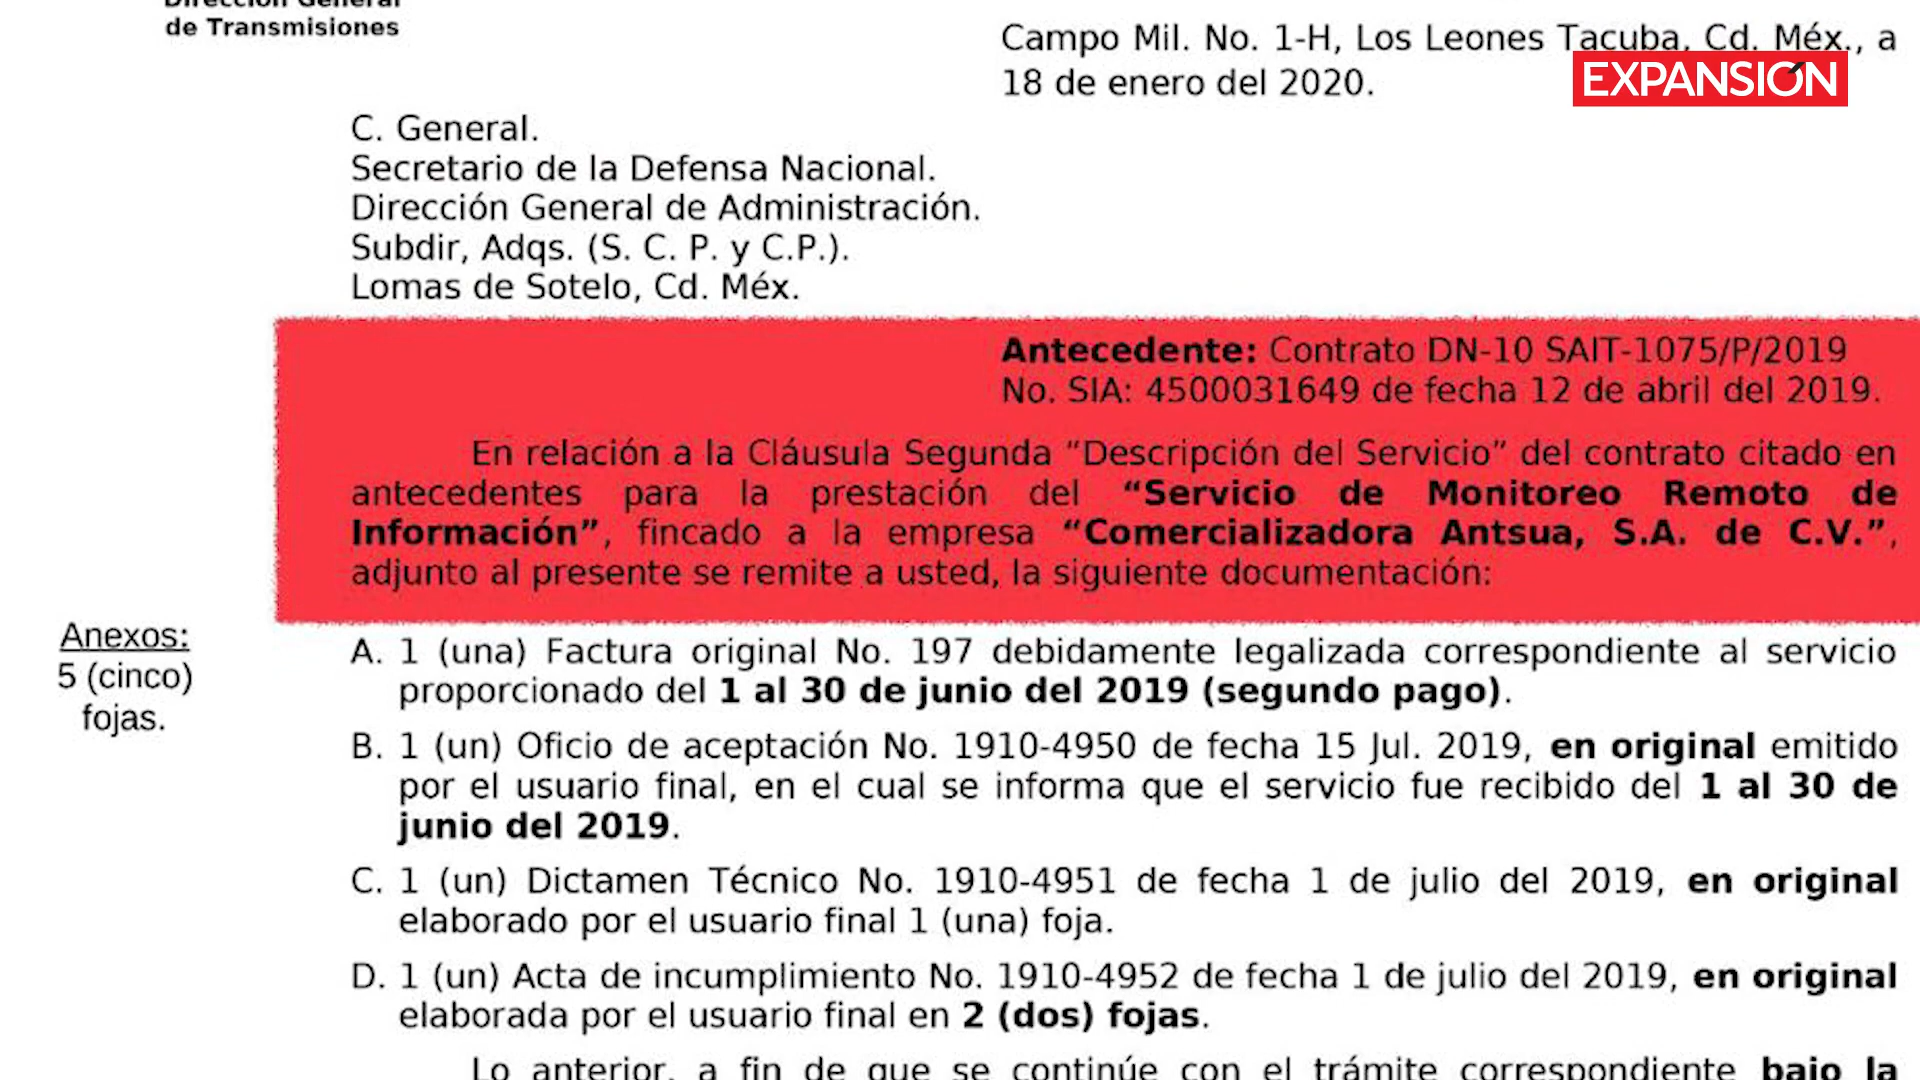 Dirección General
de Transmisiones
Campo Mil. No. 1-H, Los Leones Tacuba, Cd. Méx., a
18 de enero del 2020.
EXPANSIÓN
C. General.
Secretario de la Defensa Nacional.
Dirección General de Administración.
Subdir, Adqs. (S. C. P. y C.P.).
Lomas de Sotelo, Cd. Méx.
Antecedente: Contrato DN-10 SAIT-1075/P/2019
No. SIA: 4500031649 de fecha 12 de abril del 2019.
En relación a la Cláusula Segunda “Descripción del Servicio” del contrato citado en
antecedentes para la prestación del “Servicio de Monitoreo Remoto de
Información”, fincado a la empresa “Comercializadora Antsua, S.A. de C.V.”,
adjunto al presente se remite a usted, la siguiente documentación:
Anexos:
5 (cinco)
fojas.
A. 1 (una) Factura original No. 197 debidamente legalizada correspondiente al servicio
proporcionado del 1 al 30 de junio del 2019 (segundo pago).
B. 1 (un) Oficio de aceptación No. 1910-4950 de fecha 15 Jul. 2019, en original emitido
por el usuario final, en el cual se informa que el servicio fue recibido del 1 al 30 de
junio del 2019.
C. 1 (un) Dictamen Técnico No. 1910-4951 de fecha 1 de julio del 2019, en original
elaborado por el usuario final 1 (una) foja.
D. 1 (un) Acta de incumplimiento No. 1910-4952 de fecha 1 de julio del 2019, en original
elaborada por el usuario final en 2 (dos) fojas.
Lo anterior, a fin de que se continúe con el trámite correspondiente bajo la